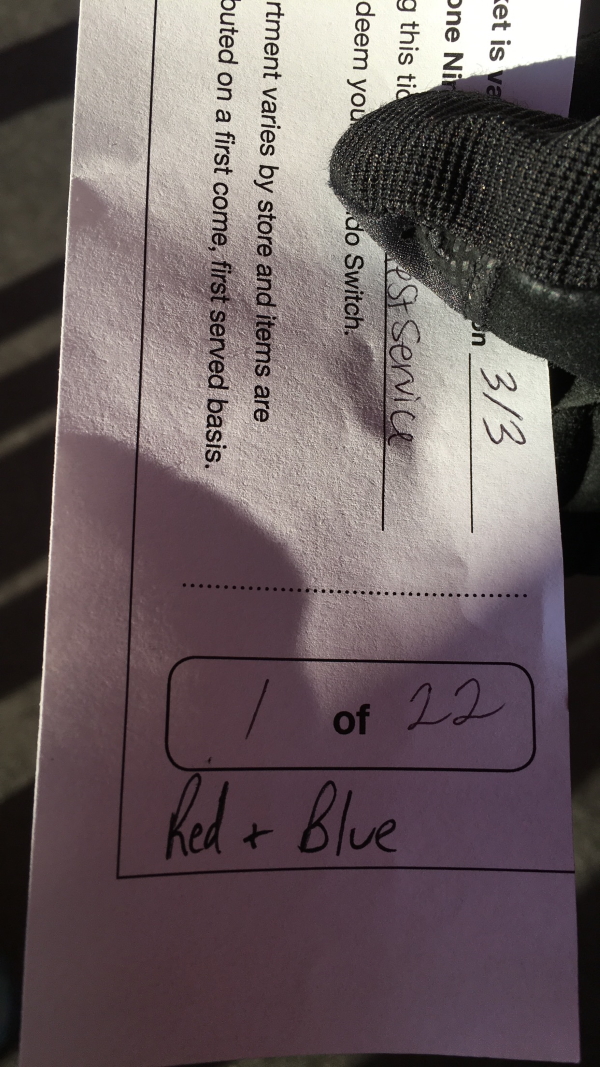 ket is va
one Nin
on 3/3
g this tic
est Service
deem you
do Switch.
rtment varies by store and items are
buted on a first come, first served basis.
1 of 22
Red + Blue